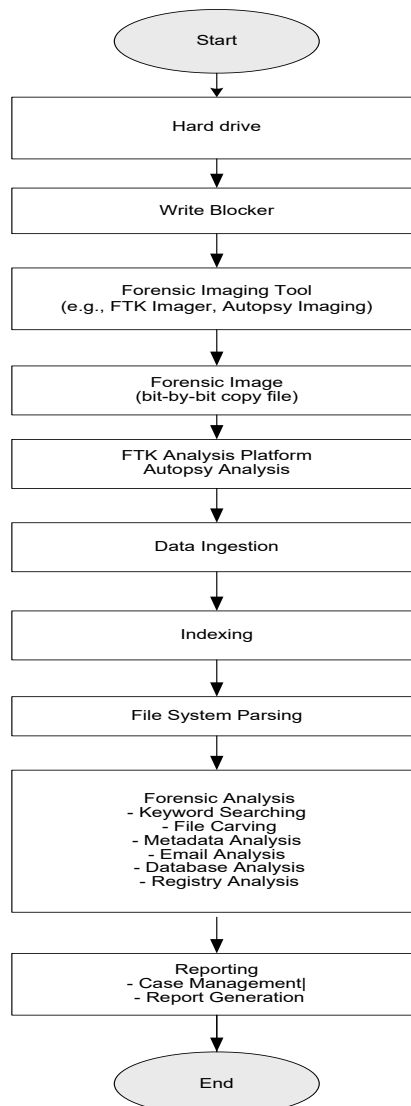 Start
Hard drive
Write Blocker
Forensic Imaging Tool
(e.g., FTK Imager, Autopsy Imaging)
Forensic Image
(bit-by-bit copy file)
FTK Analysis Platform
Autopsy Analysis
Data Ingestion
Indexing
File System Parsing
Forensic Analysis
- Keyword Searching
- File Carving
- Metadata Analysis
- Email Analysis
- Database Analysis
- Registry Analysis
Reporting
- Case Management|
- Report Generation
End